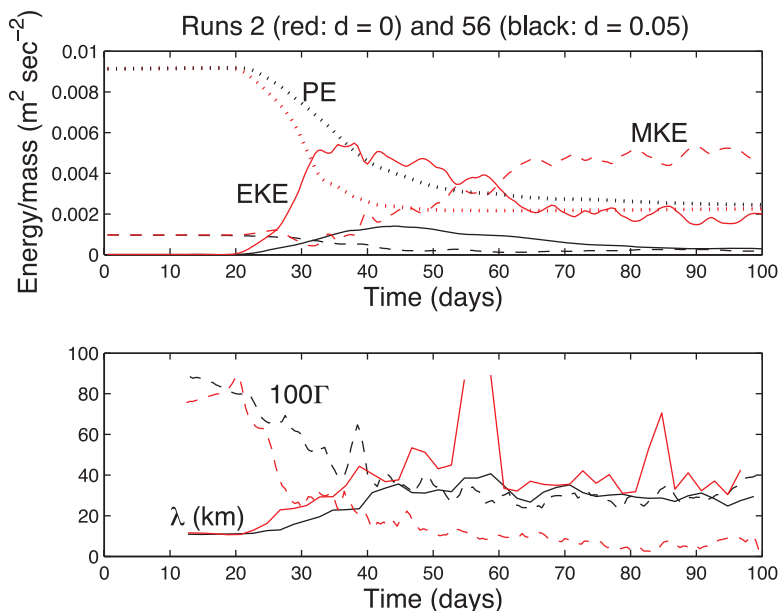 Runs 2 (red: d = 0) and 56 (black: d = 0.05)
Energy/mass (m² sec⁻²)
0.01
0.008
0.006
0.004
0.002
0
PE
MKE
EKE
0 10 20 30 40 50 60 70 80 90 100
Time (days)
100
80
60
40
20
0
100Γ
λ (km)
0 10 20 30 40 50 60 70 80 90 100
Time (days)